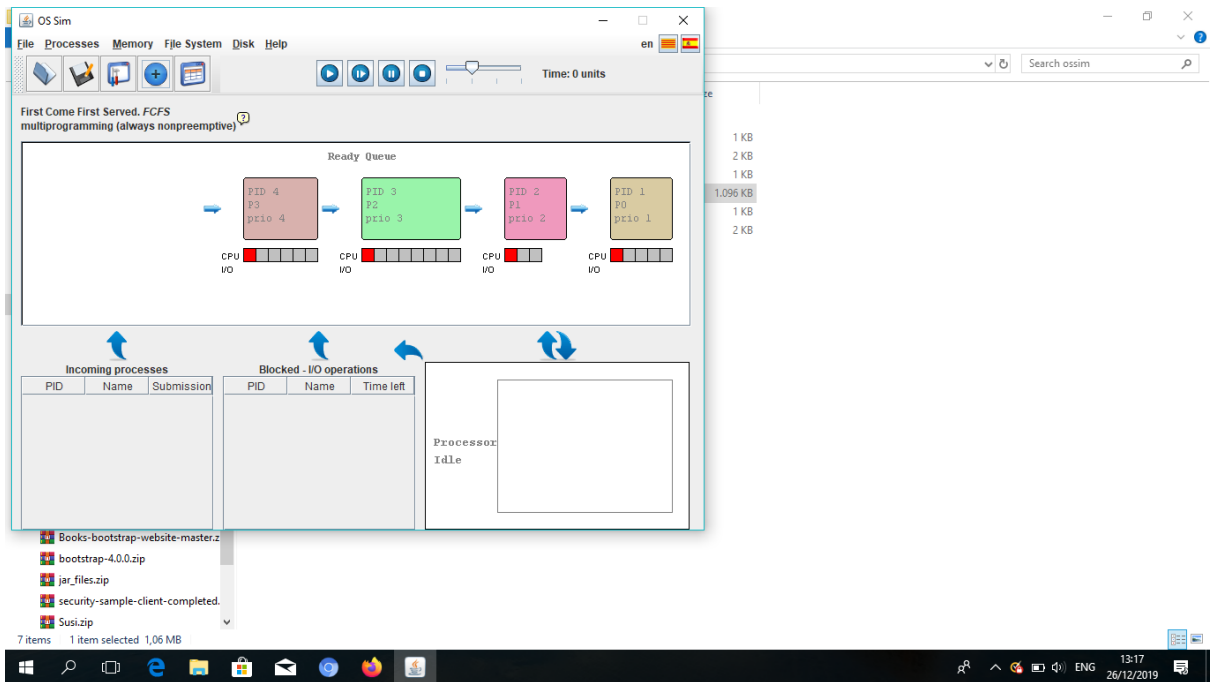 OS Sim
File Processes Memory File System Disk Help
en
Time: 0 units
Search ossim
First Come First Served. FCFS
multiprogramming (always nonpreemptive)
?
Ready Queue
PID 4
P3
prio 4
PID 3
P2
prio 3
PID 2
P1
prio 2
PID 1
P0
prio 1
CPU
I/O
CPU
I/O
CPU
I/O
CPU
I/O
ze
1 KB
2 KB
1 KB
1.096 KB
1 KB
2 KB
Incoming processes
PID Name Submission
Blocked - I/O operations
PID Name Time left
Processor
Idle
Books-bootstrap-website-master.z
bootstrap-4.0.0.zip
jar_files.zip
security-sample-client-completed.
Susi.zip
7 items 1 item selected 1,06 MB
ENG
13:17
26/12/2019